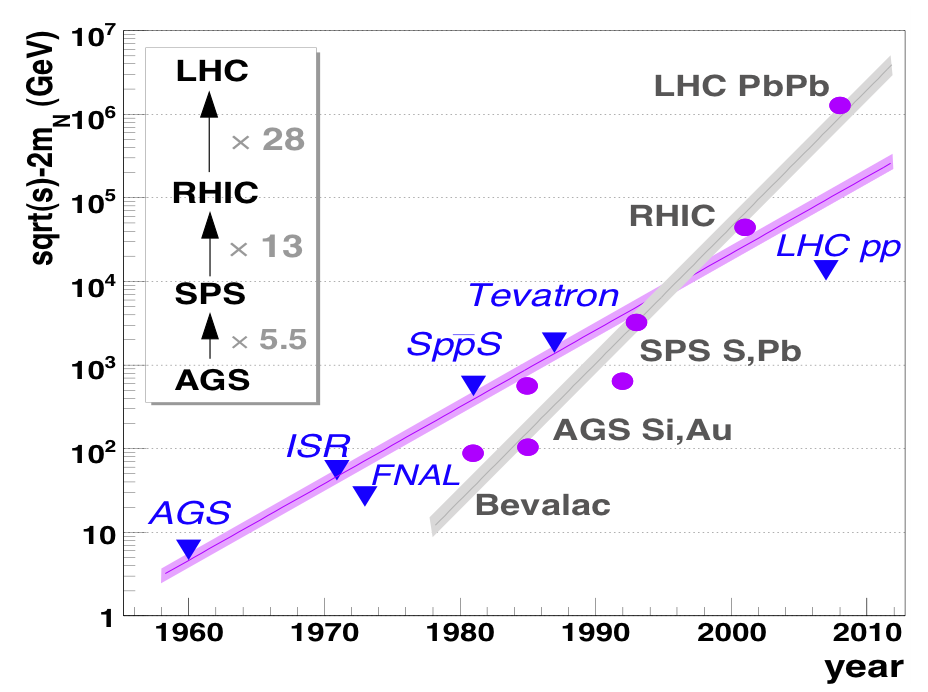 sqrt(s)-2m_N (GeV)
10^7
10^6
10^5
10^4
10^3
10^2
10
1
LHC
× 28
RHIC
× 13
SPS
× 5.5
AGS
LHC PbPb
RHIC
LHC pp
Tevatron
Spp̅S
SPS S,Pb
AGS Si,Au
ISR
FNAL
Bevalac
AGS
1960 1970 1980 1990 2000 2010
year